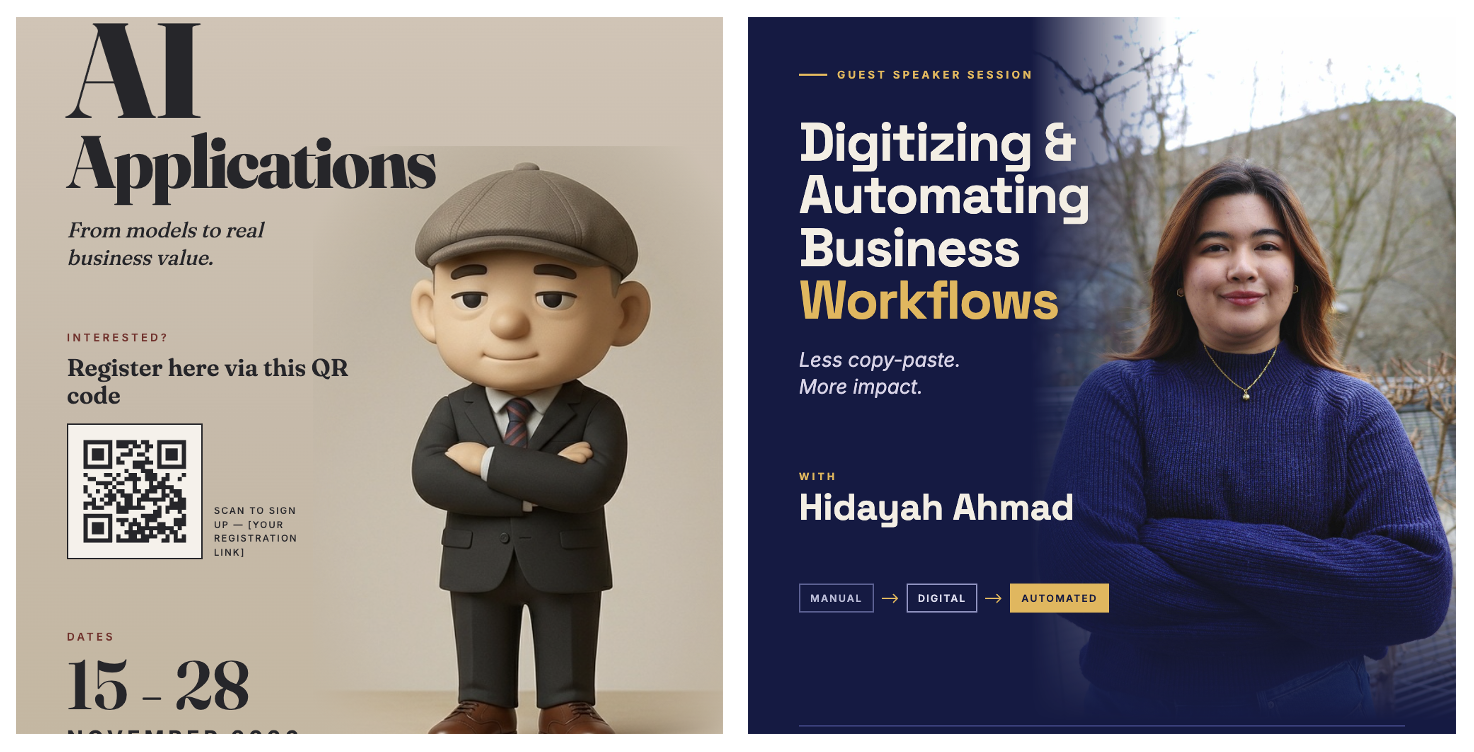 AI
Applications
From models to real
business value.
INTERESTED?
Register here via this QR
code
SCAN TO SIGN
UP — [YOUR
REGISTRATION
LINK]
DATES
15 – 28
GUEST SPEAKER SESSION
Digitizing &
Automating
Business
Workflows
Less copy-paste.
More impact.
WITH
Hidayah Ahmad
MANUAL → DIGITAL → AUTOMATED